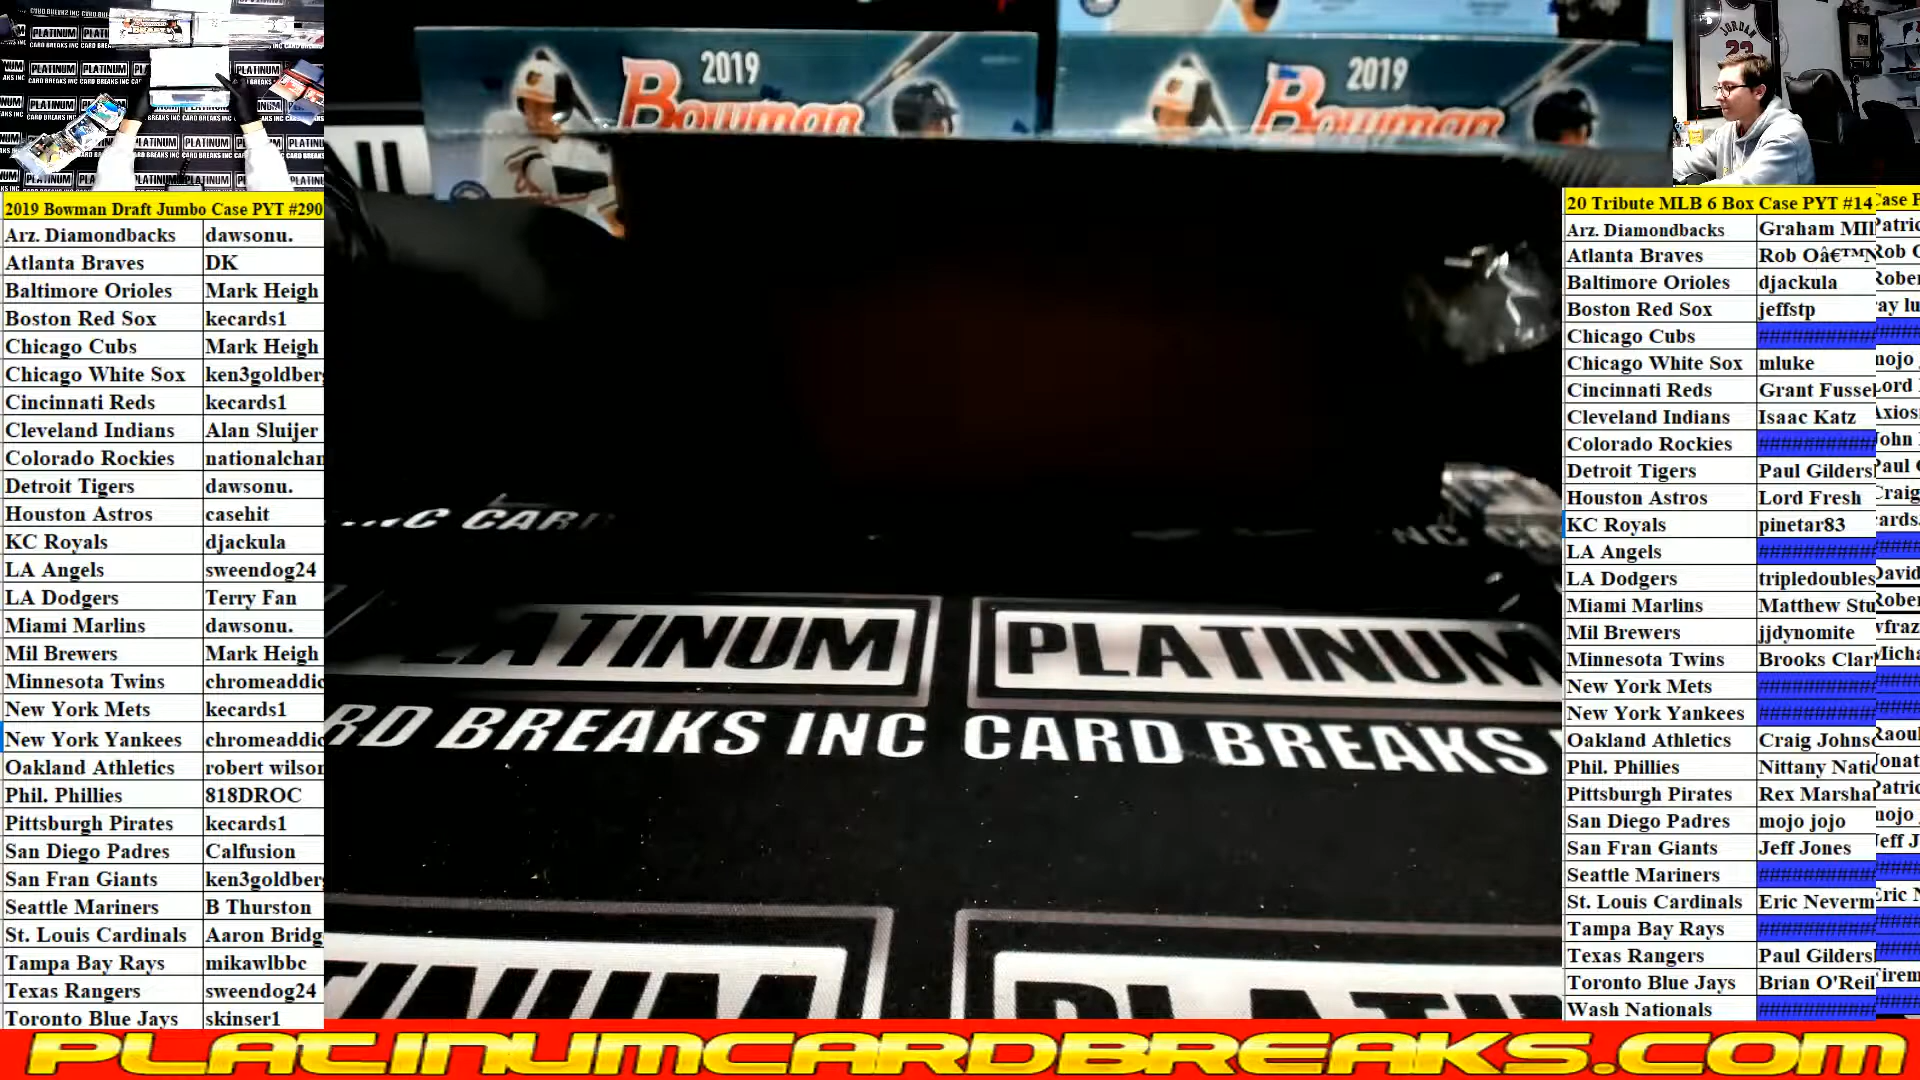 2019 Bowman Draft Jumbo Case PYT #290
Arz. Diamondbacks dawsonu.
Atlanta Braves DK
Baltimore Orioles Mark Heigh
Boston Red Sox kecards1
Chicago Cubs Mark Heigh
Chicago White Sox ken3goldber
Cincinnati Reds kecards1
Cleveland Indians Alan Sluijer
Colorado Rockies nationalchan
Detroit Tigers dawsonu.
Houston Astros casehit
KC Royals djackula
LA Angels sweendog24
LA Dodgers Terry Fan
Miami Marlins dawsonu.
Mil Brewers Mark Heigh
Minnesota Twins chromeaddic
New York Mets kecards1
New York Yankees chromeaddic
Oakland Athletics robert wilson
Phil. Phillies 818DROC
Pittsburgh Pirates kecards1
San Diego Padres Calfusion
San Fran Giants ken3goldber
Seattle Mariners B Thurston
St. Louis Cardinals Aaron Bridg
Tampa Bay Rays mikawlbbc
Texas Rangers sweendog24
Toronto Blue Jays skinser1
2019
Bowman
2019
Bowman
INC CARD
INC
PLATINUM PLATINUM
RD BREAKS INC CARD BREAKS
JORDAN
23
20 Tribute MLB 6 Box Case PYT #14
Arz. Diamondbacks Graham MII
Atlanta Braves Rob Oâ€™N
Baltimore Orioles djackula
Boston Red Sox jeffstp
Chicago Cubs ##########
Chicago White Sox mluke
Cincinnati Reds Grant Fusse
Cleveland Indians Isaac Katz
Colorado Rockies ##########
Detroit Tigers Paul Gilders
Houston Astros Lord Fresh
KC Royals pinetar83
LA Angels ##########
LA Dodgers tripledoubles
Miami Marlins Matthew Stu
Mil Brewers jjdynomite
Minnesota Twins Brooks Clar
New York Mets ##########
New York Yankees ##########
Oakland Athletics Craig Johnso
Phil. Phillies Nittany Natio
Pittsburgh Pirates Rex Marshal
San Diego Padres mojo jojo
San Fran Giants Jeff Jones
Seattle Mariners ##########
St. Louis Cardinals Eric Neverm
Tampa Bay Rays ##########
Texas Rangers Paul Gilders
Toronto Blue Jays Brian O'Reil
Wash Nationals ##########
PLATINUMCARDBREAKS.COM